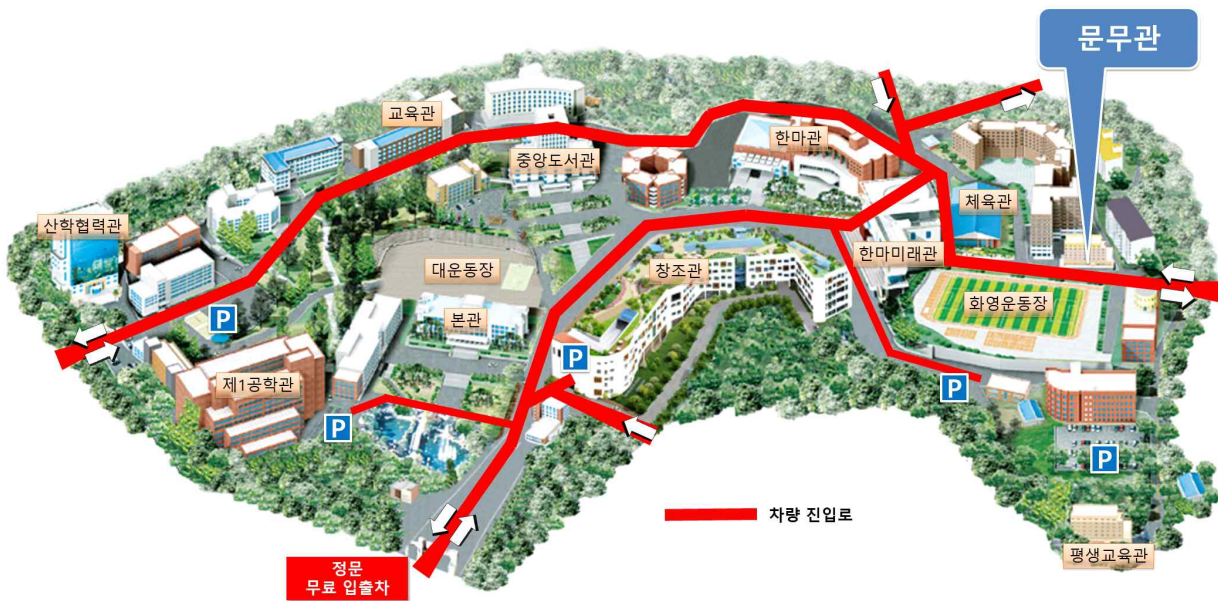 문무관
교육관
한마관
중앙도서관
체육관
산학협력관
한마미래관
대운동장
창조관
화영운동장
본관
P
P
제1공학관
P
P
P
차량 진입로
평생교육관
정문
무료 입출차